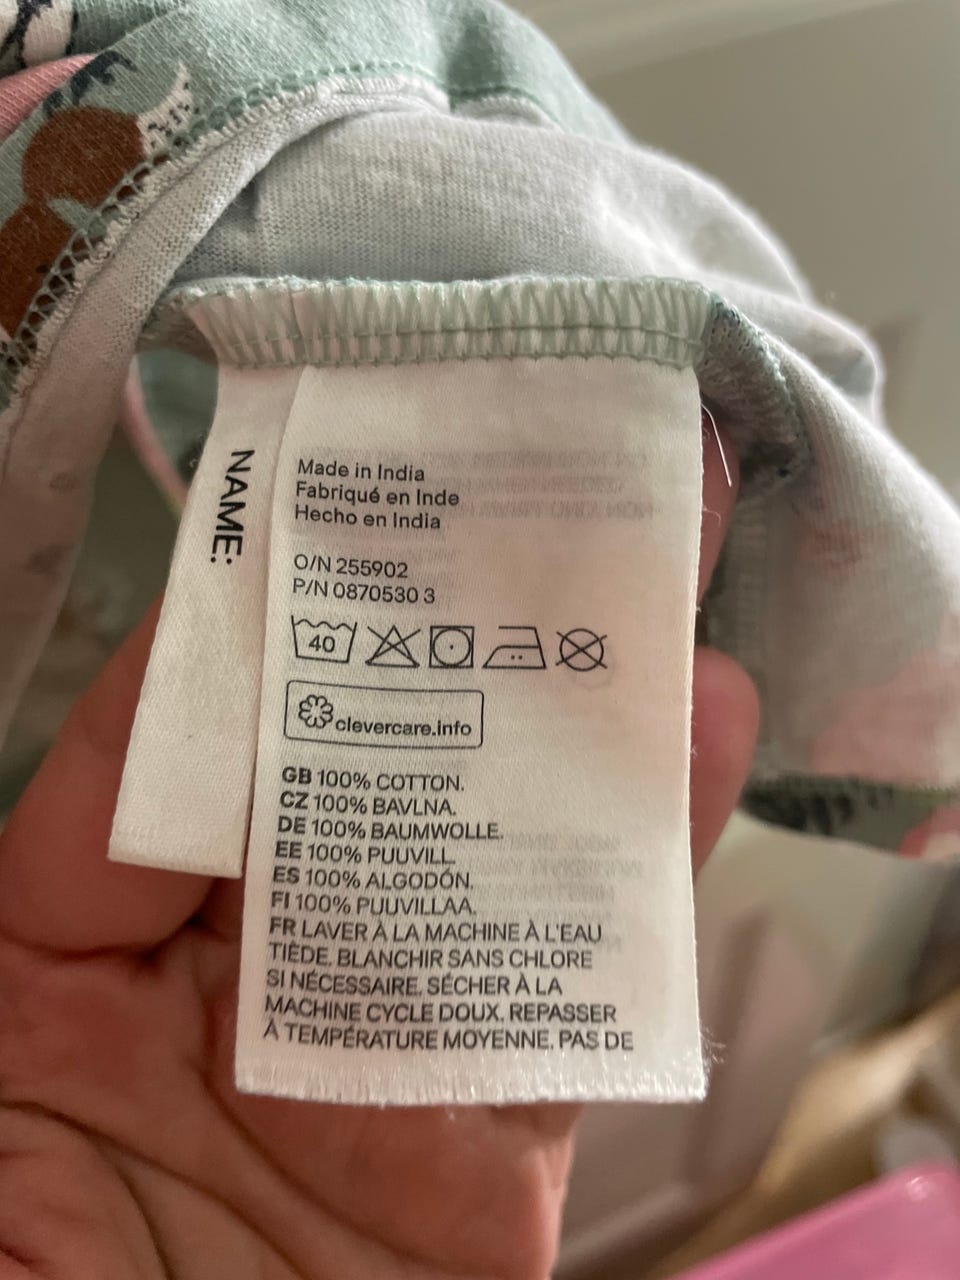 NAME:
Made in India
Fabriqué en Inde
Hecho en India
O/N 255902
P/N 0870530 3
40
clevercare.info
GB 100% COTTON.
CZ 100% BAVLNA.
DE 100% BAUMWOLLE.
EE 100% PUUVILL.
ES 100% ALGODÓN.
FI 100% PUUVILLAA.
FR LAVER À LA MACHINE À L'EAU
TIÈDE. BLANCHIR SANS CHLORE
SI NÉCESSAIRE. SÉCHER À LA
MACHINE CYCLE DOUX. REPASSER
À TEMPÉRATURE MOYENNE. PAS DE